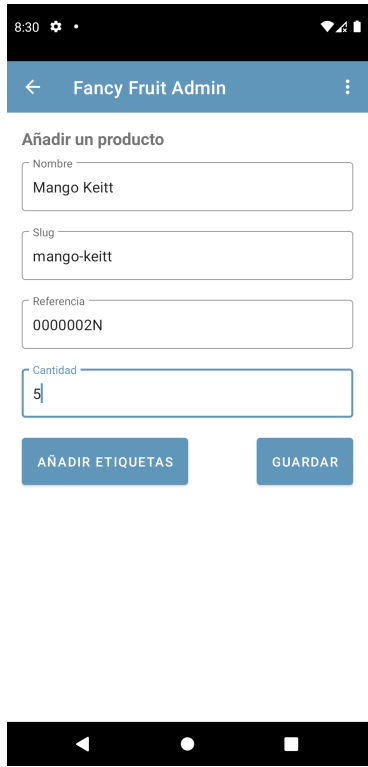 8:30
Fancy Fruit Admin
Añadir un producto
Nombre
Mango Keitt
Slug
mango-keitt
Referencia
0000002N
Cantidad
5
AÑADIR ETIQUETAS GUARDAR